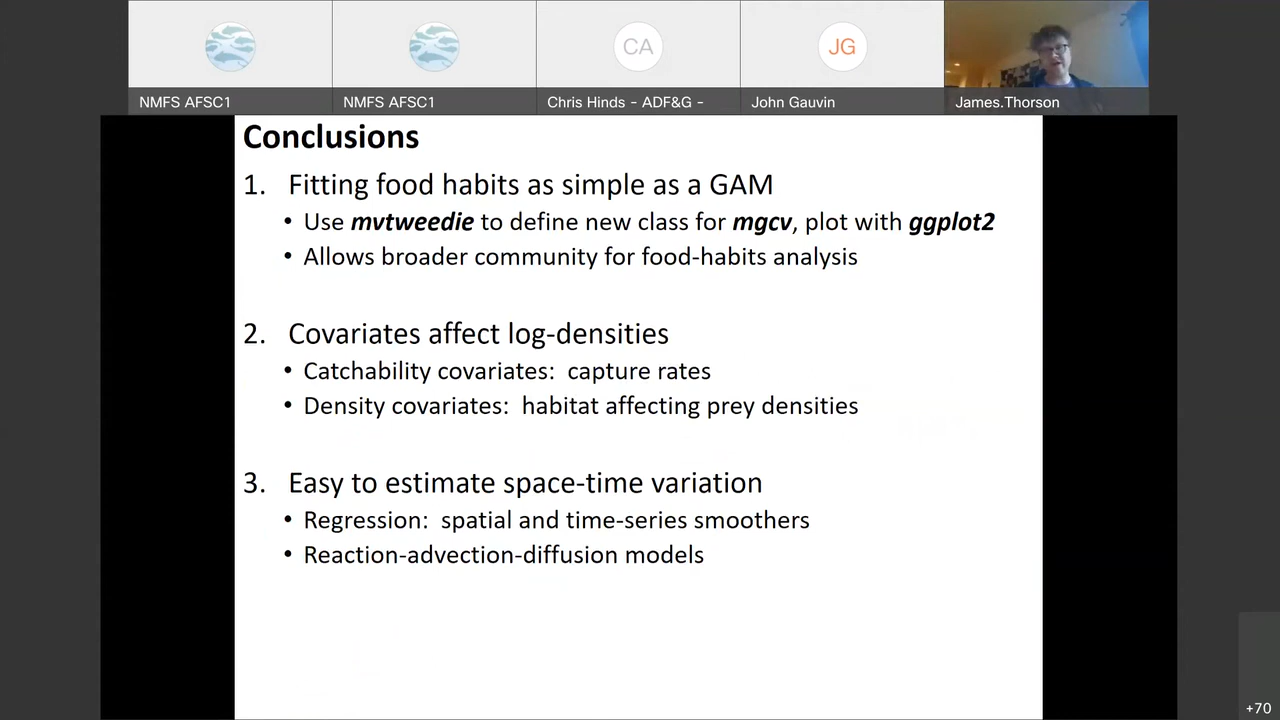 CA
JG
NMFS AFSC1
NMFS AFSC1
Chris Hinds - ADF&G -
John Gauvin
James.Thorson
Conclusions
1. Fitting food habits as simple as a GAM
• Use mvtweedie to define new class for mgcv, plot with ggplot2
• Allows broader community for food-habits analysis
2. Covariates affect log-densities
• Catchability covariates: capture rates
• Density covariates: habitat affecting prey densities
3. Easy to estimate space-time variation
• Regression: spatial and time-series smoothers
• Reaction-advection-diffusion models
+70